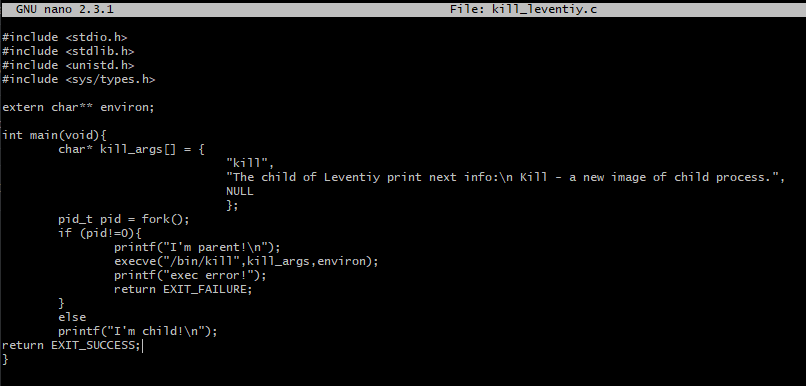 GNU nano 2.3.1 File: kill_leventiy.c
#include <stdio.h>
#include <stdlib.h>
#include <unistd.h>
#include <sys/types.h>
extern char** environ;
int main(void){
char* kill_args[] = {
"kill",
"The child of Leventiy print next info:\n Kill - a new image of child process.",
NULL
};
pid_t pid = fork();
if (pid!=0){
printf("I'm parent!\n");
execve("/bin/kill",kill_args,environ);
printf("exec error!");
return EXIT_FAILURE;
}
else
printf("I'm child!\n");
return EXIT_SUCCESS;
}